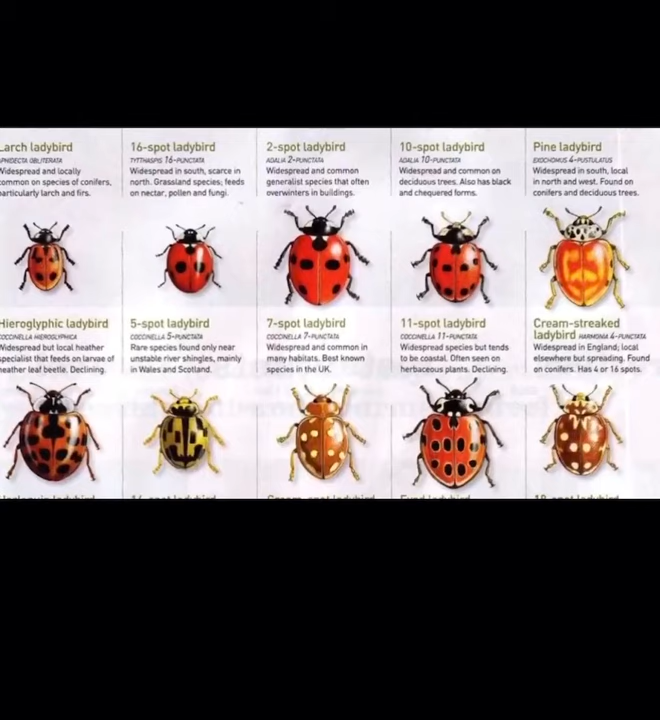 Larch ladybird
APHIDECTA OBLITERATA
Widespread and locally
common on species of conifers,
particularly larch and firs.
16-spot ladybird
TYTTHASPIS 16-PUNCTATA
Widespread in south, scarce in
north. Grassland species; feeds
on nectar, pollen and fungi.
2-spot ladybird
ADALIA 2-PUNCTATA
Widespread and common
generalist species that often
overwinters in buildings.
10-spot ladybird
ADALIA 10-PUNCTATA
Widespread and common on
deciduous trees. Also has black
and chequered forms.
Pine ladybird
EXOCHOMUS 4-PUSTULATUS
Widespread in south, local
in north and west. Found on
conifers and deciduous trees.
Hieroglyphic ladybird
COCCINELLA HIEROGLYPHICA
Widespread but local heather
specialist that feeds on larvae of
heather leaf beetle. Declining.
5-spot ladybird
COCCINELLA 5-PUNCTATA
Rare species found only near
unstable river shingles, mainly
in Wales and Scotland.
7-spot ladybird
COCCINELLA 7-PUNCTATA
Widespread and common in
many habitats. Best known
species in the UK.
11-spot ladybird
COCCINELLA 11-PUNCTATA
Widespread species but tends
to be coastal. Often seen on
herbaceous plants. Declining.
Cream-streaked
ladybird HARMONIA 4-PUNCTATA
Widespread in England; local
elsewhere but spreading. Found
on conifers. Has 4 or 16 spots.